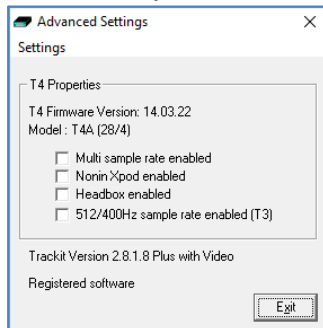 Advanced Settings
Settings
T4 Properties
T4 Firmware Version: 14.03.22
Model : T4A (28/4)
Multi sample rate enabled
Nonin Xpod enabled
Headbox enabled
512/400Hz sample rate enabled (T3)
Trackit Version 2.8.1.8 Plus with Video
Registered software
Exit